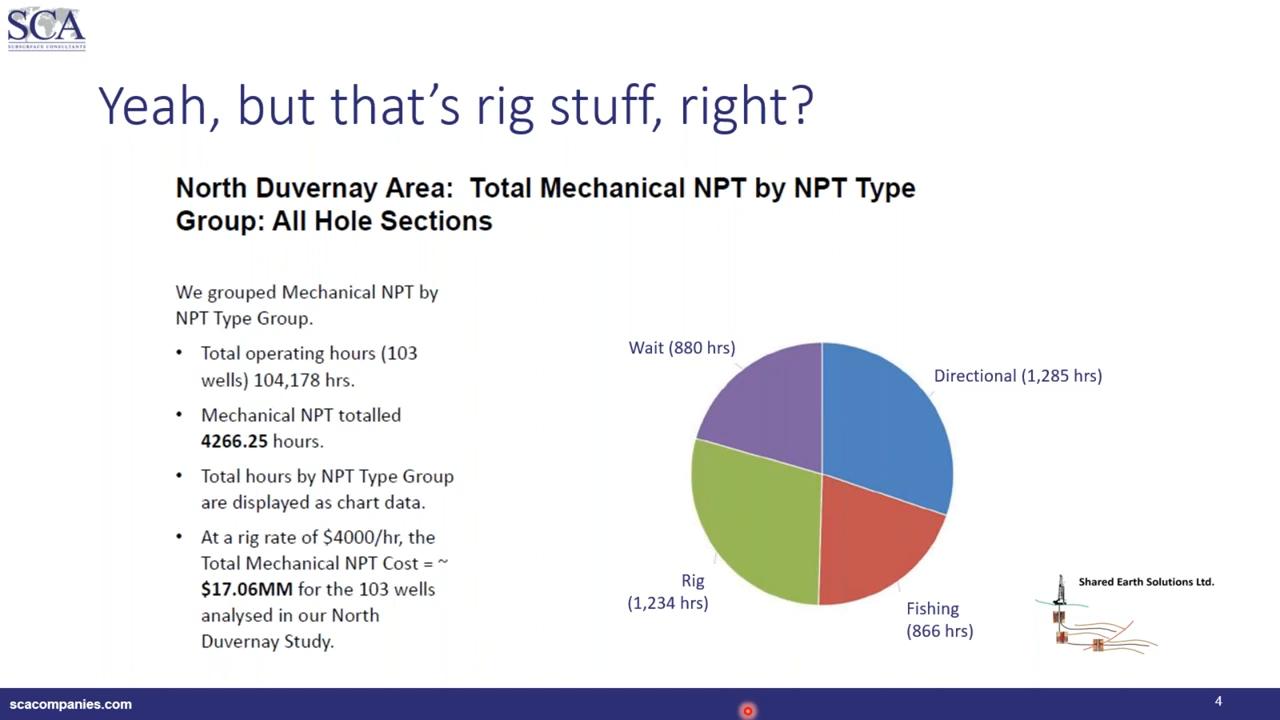 SCA
SUBSURFACE CONSULTANTS
Yeah, but that’s rig stuff, right?
North Duvernay Area:  Total Mechanical NPT by NPT Type
Group: All Hole Sections
We grouped Mechanical NPT by
NPT Type Group.
• Total operating hours (103
wells) 104,178 hrs.
• Mechanical NPT totalled
4266.25 hours.
• Total hours by NPT Type Group
are displayed as chart data.
• At a rig rate of $4000/hr, the
Total Mechanical NPT Cost = ~
$17.06MM for the 103 wells
analysed in our North
Duvernay Study.
Wait (880 hrs)
Directional (1,285 hrs)
Rig
(1,234 hrs)
Fishing
(866 hrs)
Shared Earth Solutions Ltd.
scacompanies.com
4